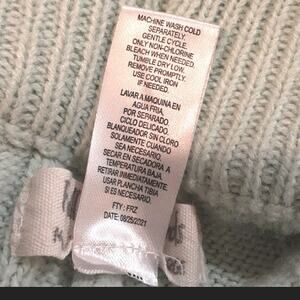 MACHINE WASH COLD
SEPARATELY,
GENTLE CYCLE.
ONLY NON-CHLORINE
BLEACH WHEN NEEDED.
TUMBLE DRY LOW.
REMOVE PROMPTLY.
USE COOL IRON
IF NEEDED.
LAVAR A MAQUINA EN
AGUA FRIA,
POR SEPARADO
CICLO DELICADO.
BLANQUEADOR SIN CLORO
SOLAMENTE CUANDO
SEA NECESARIO.
SECAR EN SECADORA A
TEMPERATURA BAJA.
RETIRAR INMEDIATAMENTE.
USAR PLANCHA TIBIA
SI ES NECESARIO.
FTY: FRZ
DATE: 08/25/2021